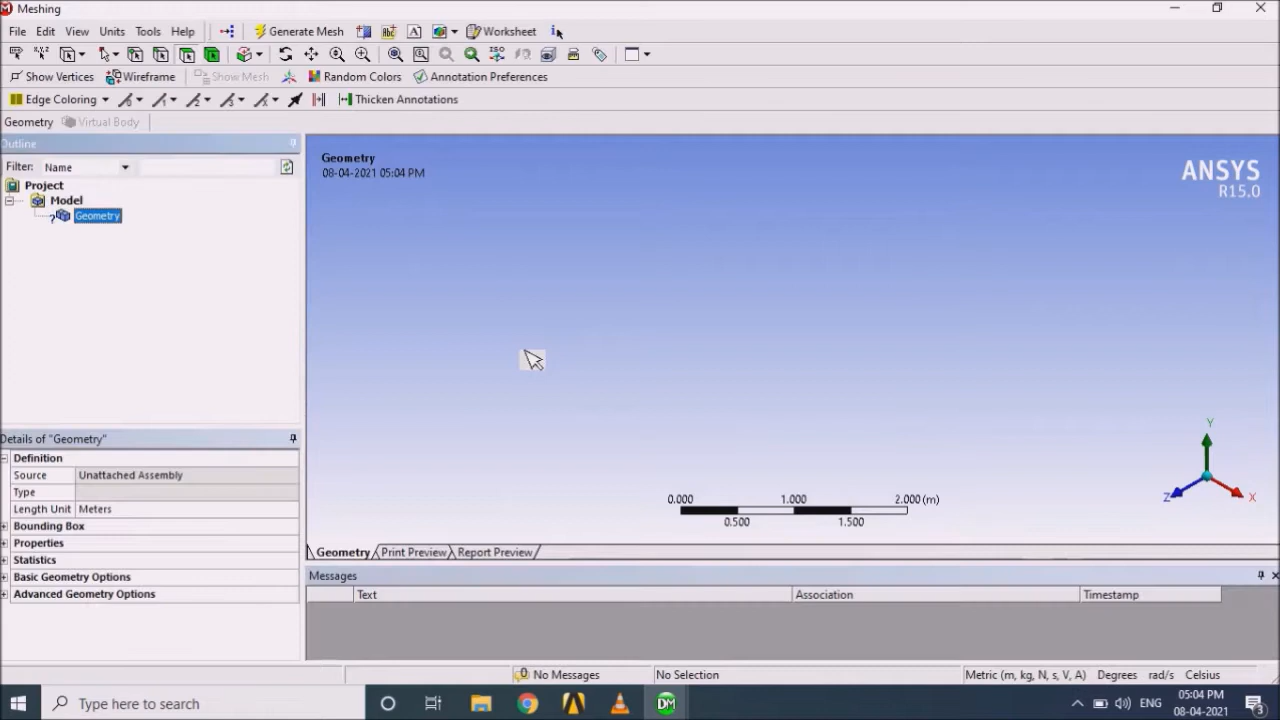 Meshing
File Edit View Units Tools Help Generate Mesh Worksheet
Show Vertices Wireframe Show Mesh Random Colors Annotation Preferences
Edge Coloring Thicken Annotations
Geometry Virtual Body
Outline
Filter: Name
Project
Model
Geometry
Geometry
08-04-2021 05:04 PM
ANSYS
R15.0
Y
Z X
0.000 1.000 2.000 (m)
0.500 1.500
Details of "Geometry"
Definition
Source Unattached Assembly
Type
Length Unit Meters
Bounding Box
Properties
Statistics
Basic Geometry Options
Advanced Geometry Options
Geometry Print Preview Report Preview
Messages
Text Association Timestamp
No Messages No Selection Metric (m, kg, N, s, V, A) Degrees rad/s Celsius
Type here to search DM ENG 05:04 PM
08-04-2021 3